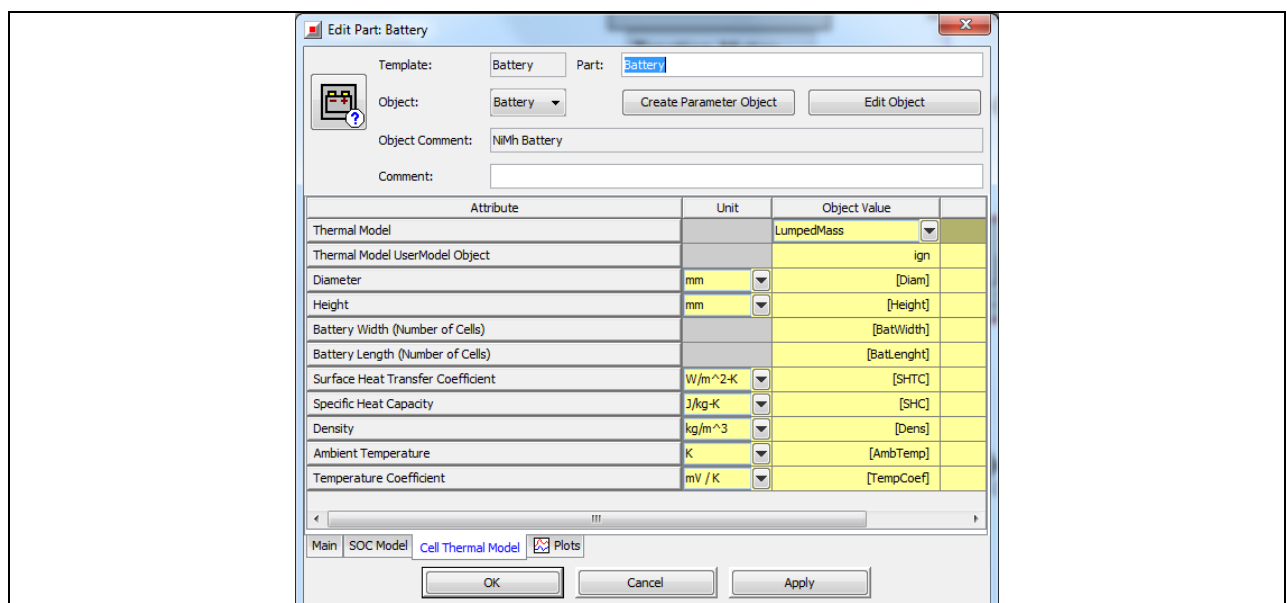 Edit Part: Battery
Template: Battery Part: Battery
Object: Battery Create Parameter Object Edit Object
Object Comment: NiMh Battery
Comment:
Attribute Unit Object Value
Thermal Model LumpedMass
Thermal Model UserModel Object ign
Diameter mm [Diam]
Height mm [Height]
Battery Width (Number of Cells) [BatWidth]
Battery Length (Number of Cells) [BatLenght]
Surface Heat Transfer Coefficient W/m^2-K [SHTC]
Specific Heat Capacity J/kg-K [SHC]
Density kg/m^3 [Dens]
Ambient Temperature K [AmbTemp]
Temperature Coefficient mV / K [TempCoef]
Main SOC Model Cell Thermal Model Plots
OK Cancel Apply